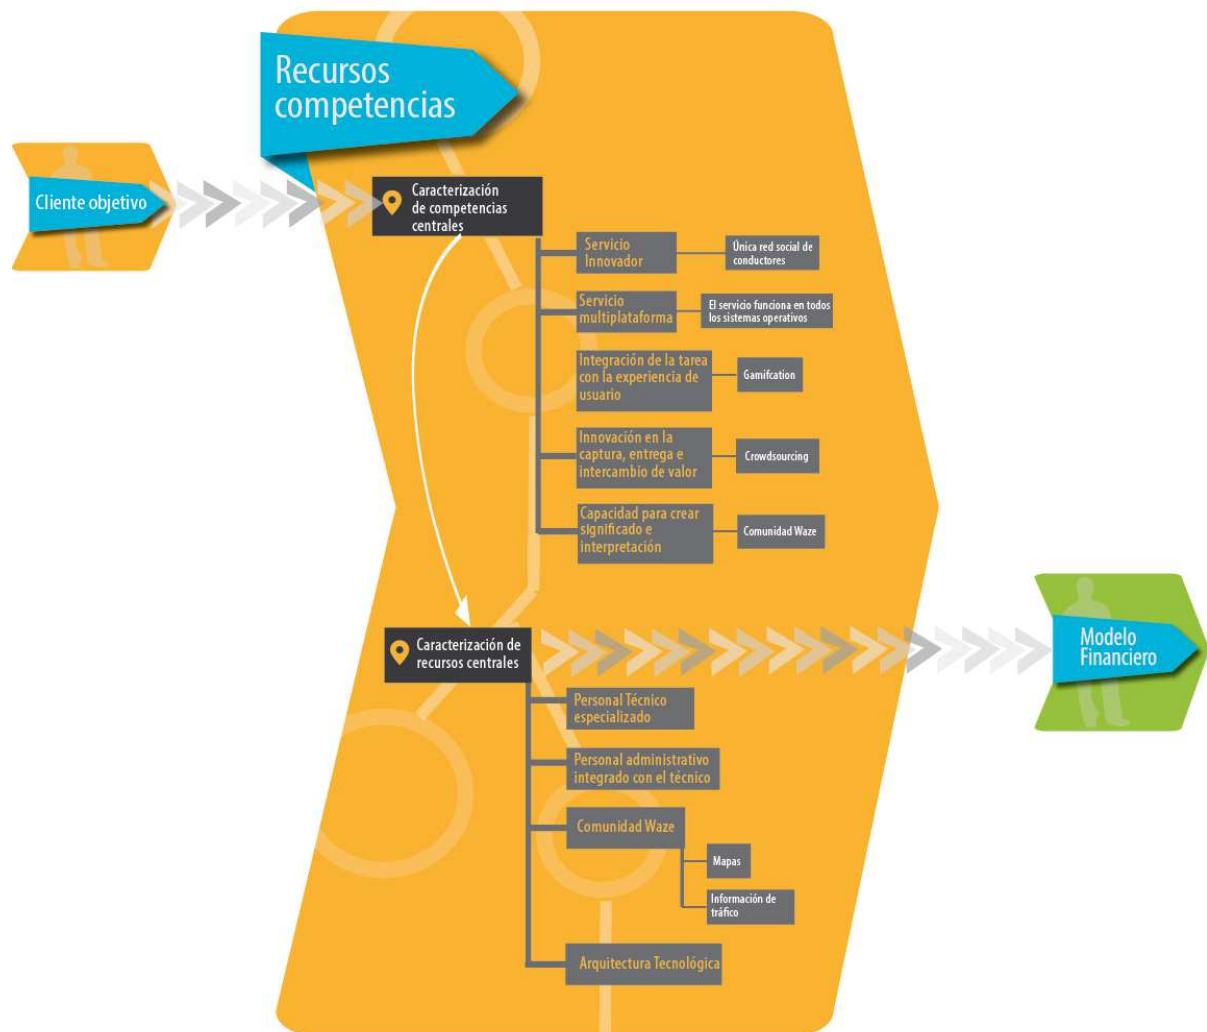 Recursos
competencias
Cliente objetivo
Caracterización
de competencias
centrales
Servicio
Innovador
Única red social de
conductores
Servicio
multiplataforma
El servicio funciona en todos
los sistemas operativos
Integración de la tarea
con la experiencia de
usuario
Gamifcation
Innovación en la
captura, entrega e
intercambio de valor
Crowdsourcing
Capacidad para crear
significado e
interpretación
Comunidad Waze
Caracterización de
recursos centrales
Modelo
Financiero
Personal Técnico
especializado
Personal administrativo
integrado con el técnico
Comunidad Waze
Mapas
Información de
tráfico
Arquitectura Tecnológica